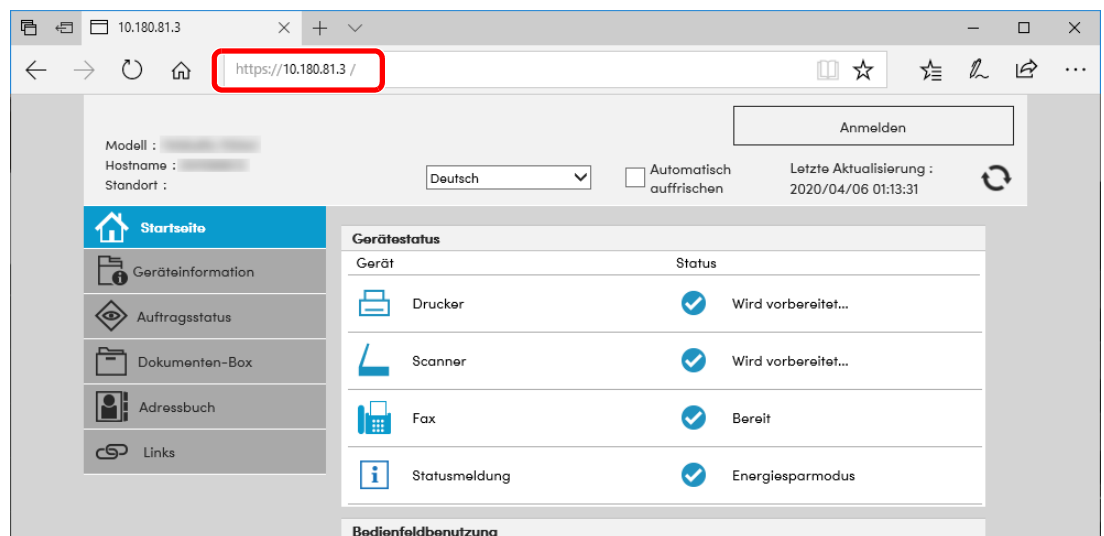 10.180.81.3
https://10.180.81.3 /
Anmelden
Modell :
Hostname :
Standort :
Deutsch
Automatisch
auffrischen
Letzte Aktualisierung :
2020/04/06 01:13:31
Startseite
Geräteinformation
Auftragsstatus
Dokumenten-Box
Adressbuch
Links
Gerätestatus
Gerät Status
Drucker Wird vorbereitet...
Scanner Wird vorbereitet...
Fax Bereit
Statusmeldung Energiesparmodus
Bedienfeldbenutzung